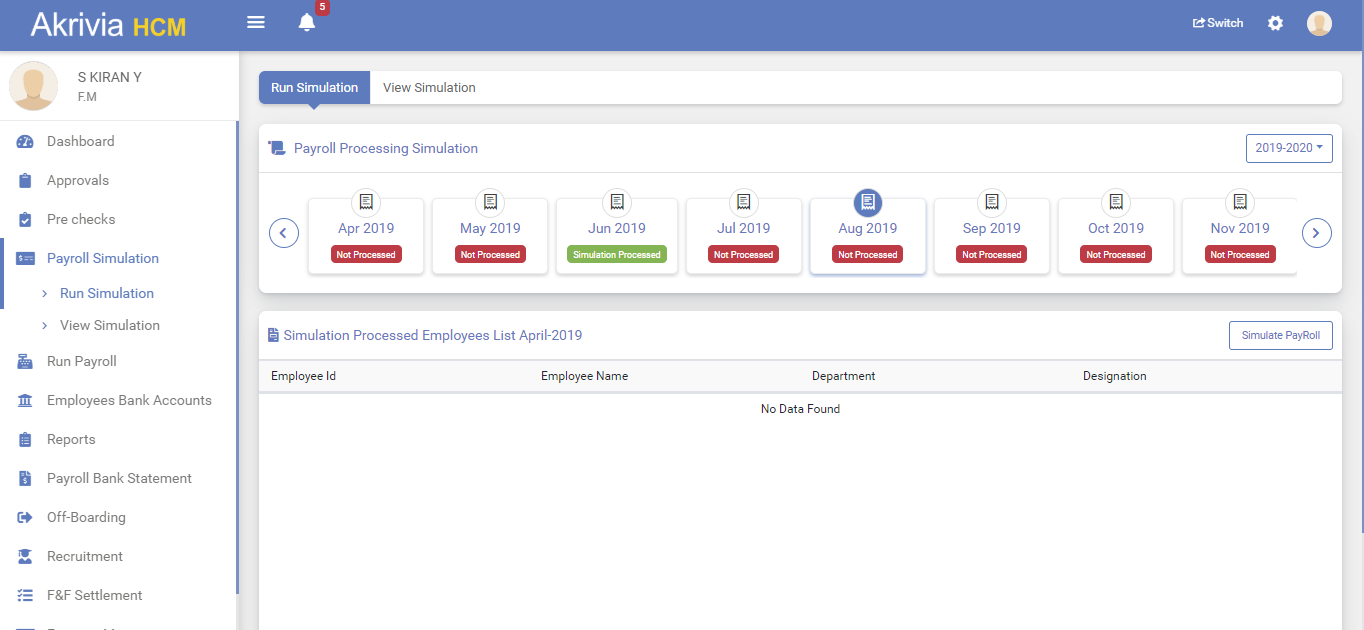 Akrivia HCM
5
Switch
S KIRAN Y
F.M
Dashboard
Approvals
Pre checks
Payroll Simulation
Run Simulation
View Simulation
Run Payroll
Employees Bank Accounts
Reports
Payroll Bank Statement
Off-Boarding
Recruitment
F&F Settlement
Run Simulation
View Simulation
Payroll Processing Simulation
2019-2020
Apr 2019
Not Processed
May 2019
Not Processed
Jun 2019
Simulation Processed
Jul 2019
Not Processed
Aug 2019
Not Processed
Sep 2019
Not Processed
Oct 2019
Not Processed
Nov 2019
Not Processed
Simulation Processed Employees List April-2019
Simulate PayRoll
Employee Id Employee Name Department Designation
No Data Found